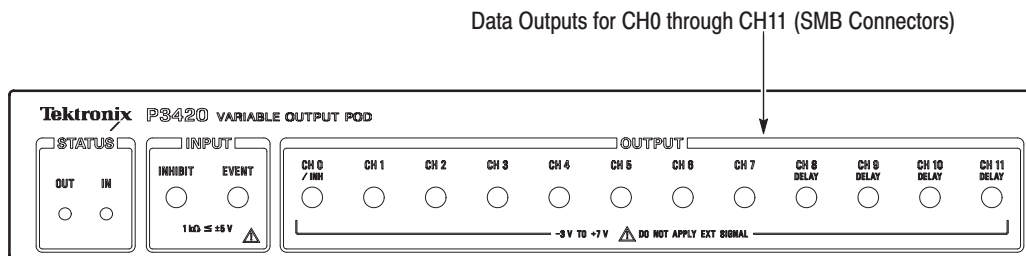 Data Outputs for CH0 through CH11 (SMB Connectors)
Tektronix P3420 VARIABLE OUTPUT POD
STATUS INPUT OUTPUT
OUT IN INHIBIT EVENT CH 0 / INH CH 1 CH 2 CH 3 CH 4 CH 5 CH 6 CH 7 CH 8 DELAY CH 9 DELAY CH 10 DELAY CH 11 DELAY
1 kΩ ≤ ±5 V
-3 V TO +7 V DO NOT APPLY EXT SIGNAL